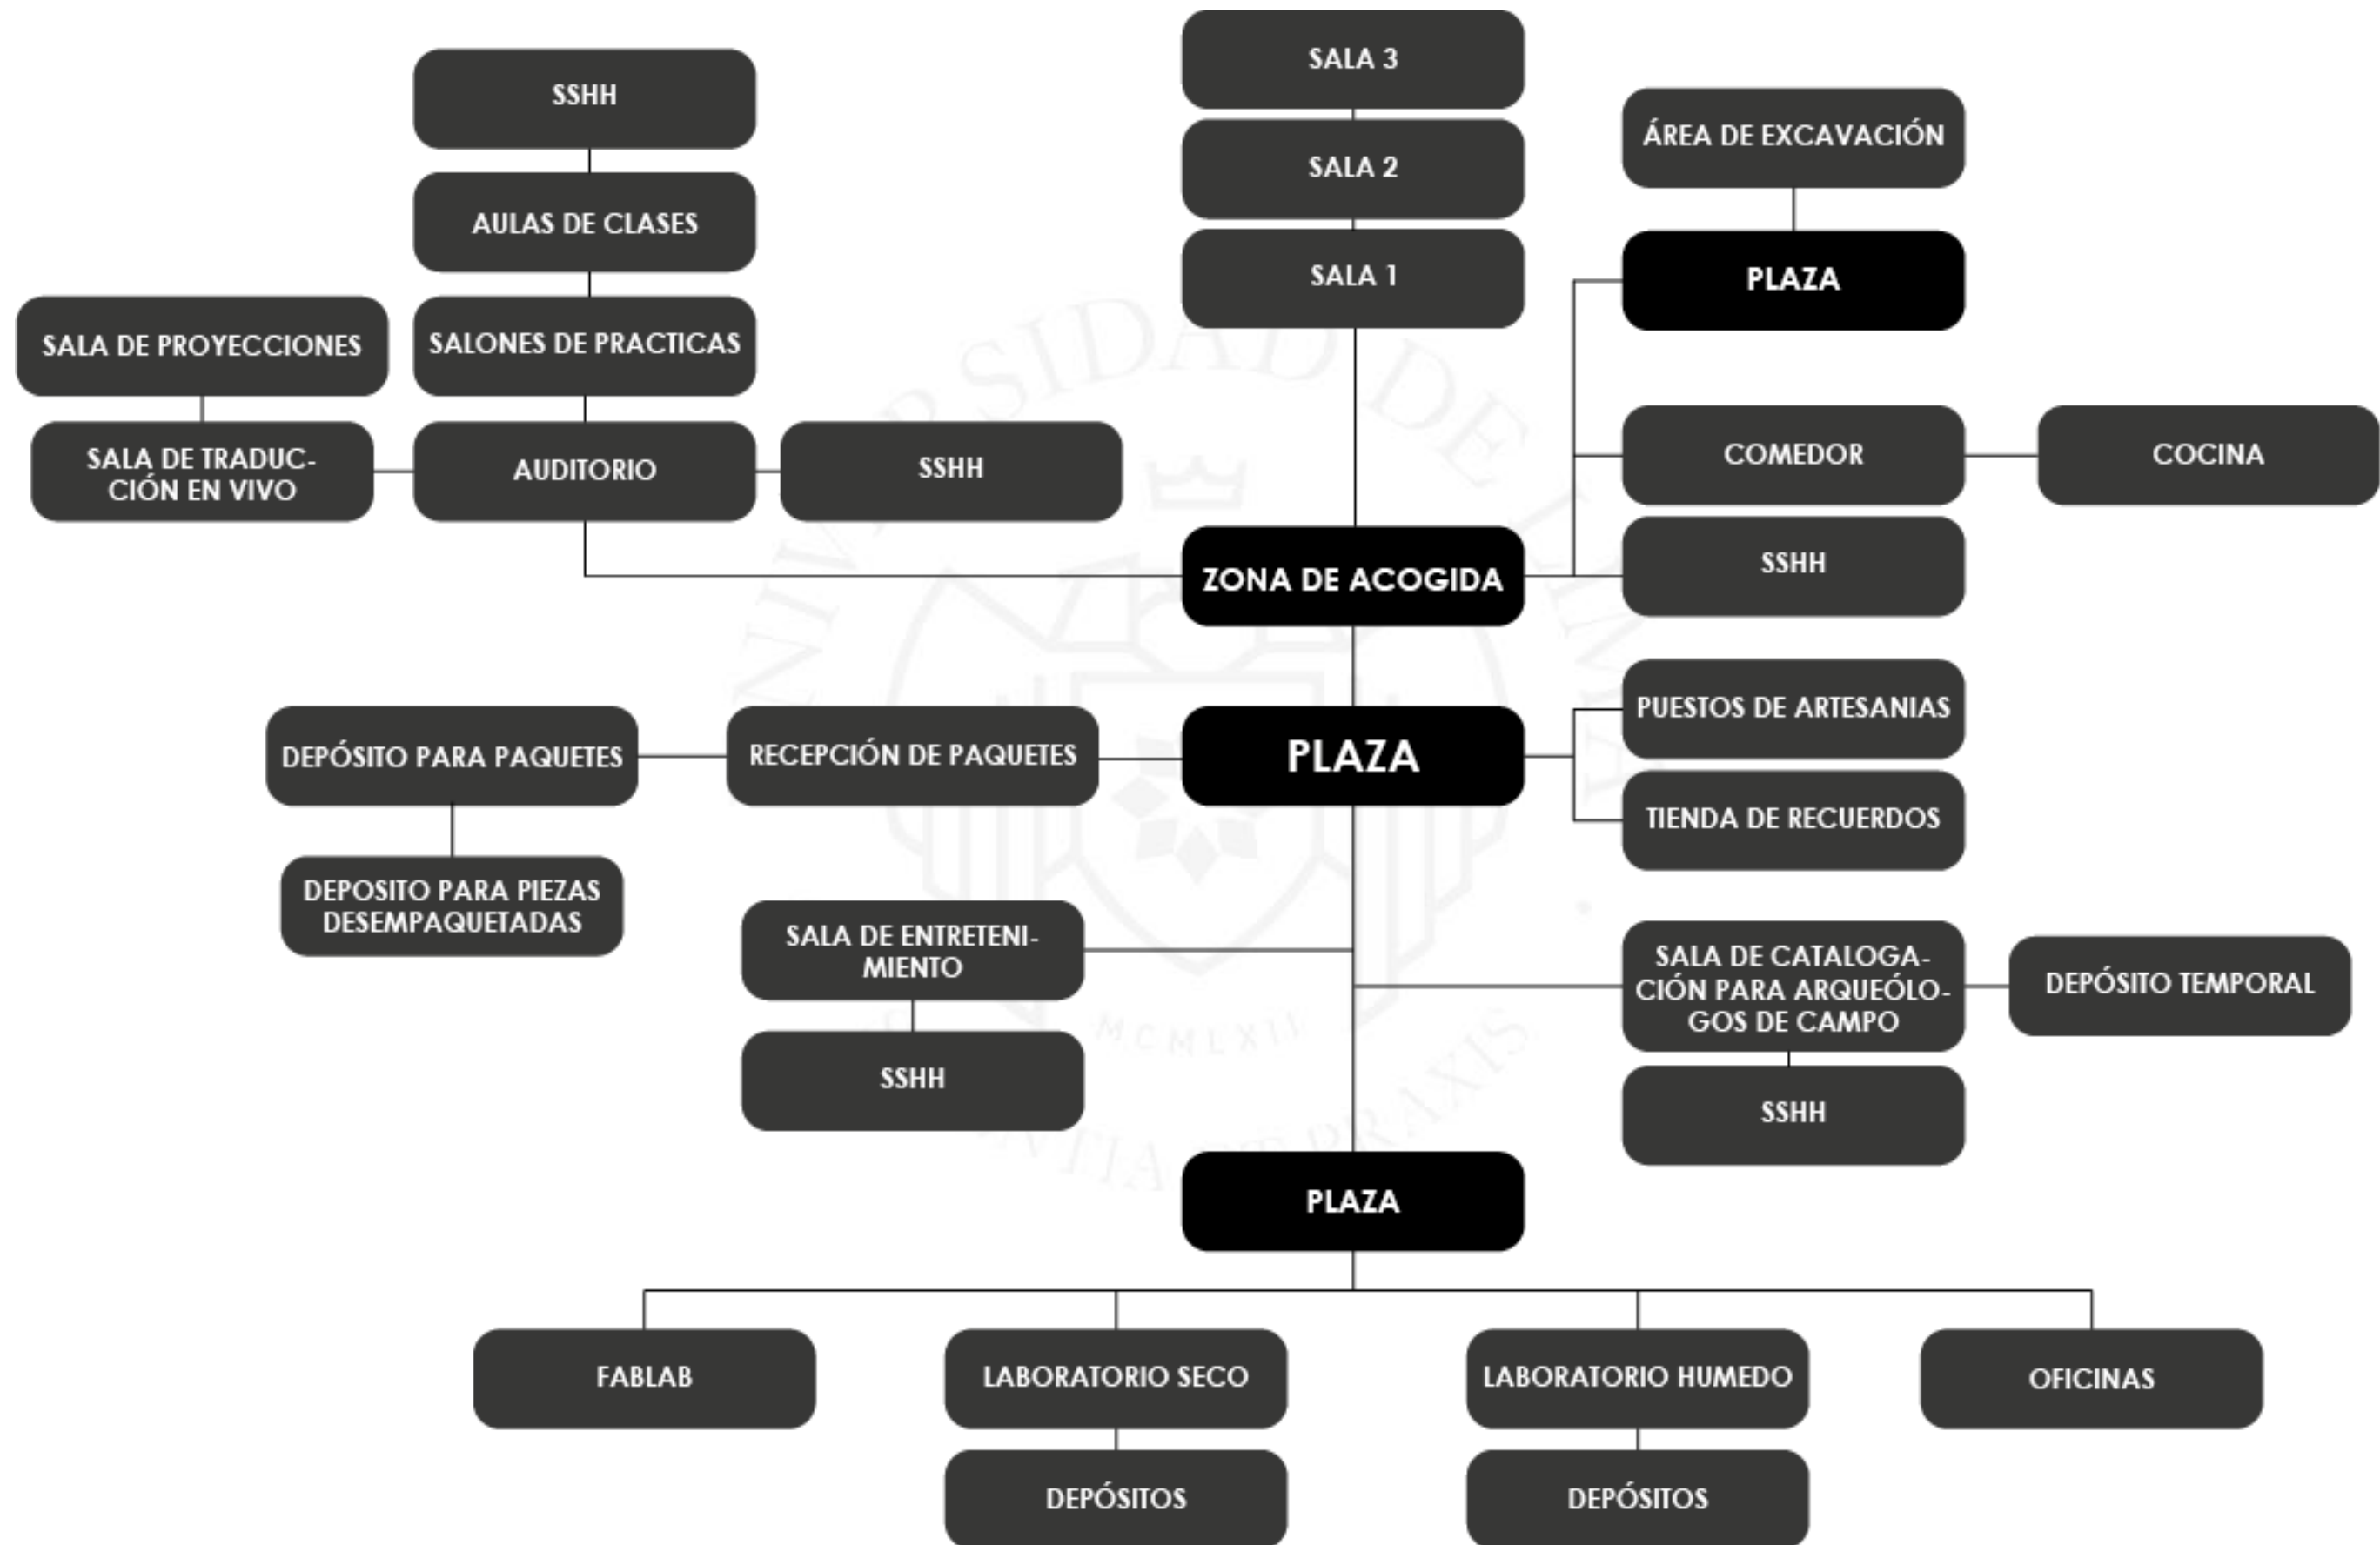 SALA 3
SSHH
ÁREA DE EXCAVACIÓN
SALA 2
AULAS DE CLASES
SALA 1
PLAZA
SALA DE PROYECCIONES
SALONES DE PRACTICAS
SALA DE TRADUC-
CIÓN EN VIVO
AUDITORIO
SSHH
COMEDOR
COCINA
ZONA DE ACOGIDA
SSHH
PUESTOS DE ARTESANIAS
DEPÓSITO PARA PAQUETES
RECEPCIÓN DE PAQUETES
PLAZA
TIENDA DE RECUERDOS
DEPOSITO PARA PIEZAS
DESEMPAQUETADAS
SALA DE ENTRETENI-
MIENTO
SALA DE CATALOGA-
CIÓN PARA ARQUEÓLO-
GOS DE CAMPO
DEPÓSITO TEMPORAL
SSHH
SSHH
PLAZA
FABLAB
LABORATORIO SECO
LABORATORIO HUMEDO
OFICINAS
DEPÓSITOS
DEPÓSITOS
MCMLXII
PRAXIS